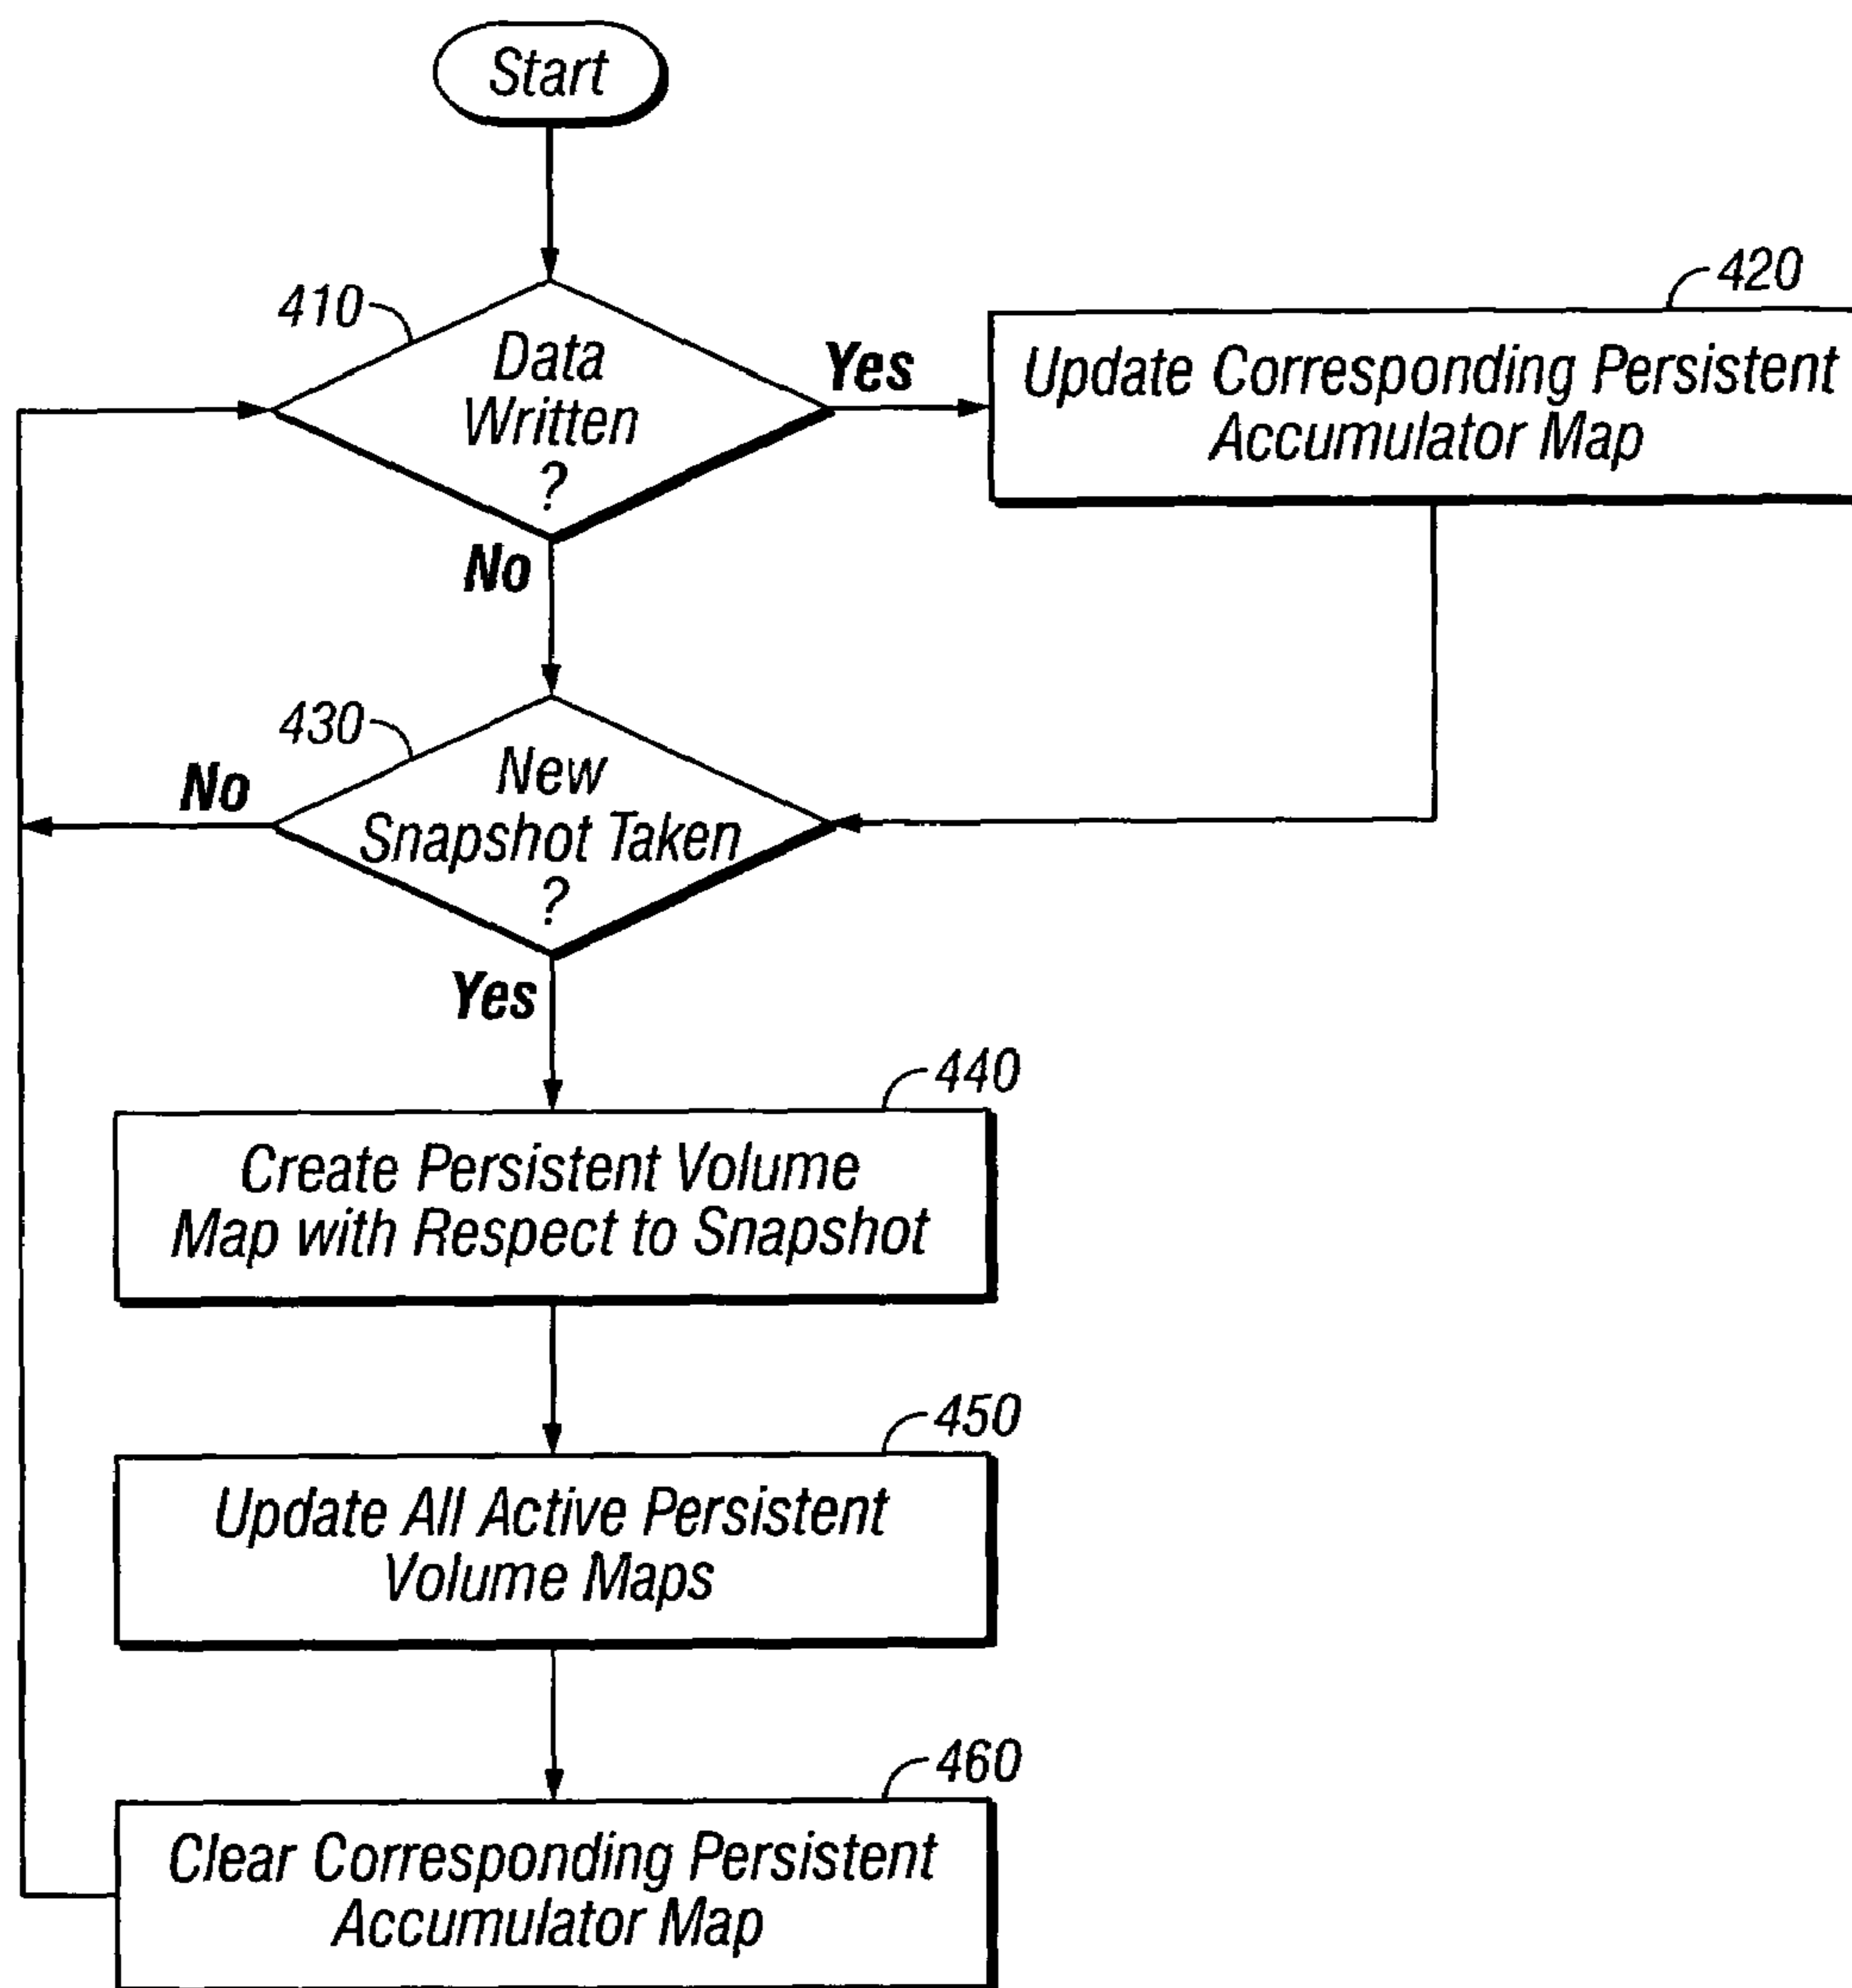 Start
410
Data
Written
?
Yes
420
Update Corresponding Persistent
Accumulator Map
No
430
New
Snapshot Taken
?
No
Yes
440
Create Persistent Volume
Map with Respect to Snapshot
450
Update All Active Persistent
Volume Maps
460
Clear Corresponding Persistent
Accumulator Map